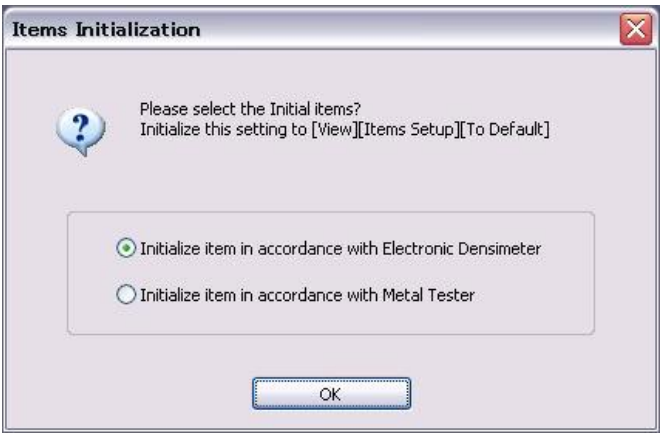 Items Initialization
Please select the Initial items?
Initialize this setting to [View][Items Setup][To Default]
Initialize item in accordance with Electronic Densimeter
Initialize item in accordance with Metal Tester
OK